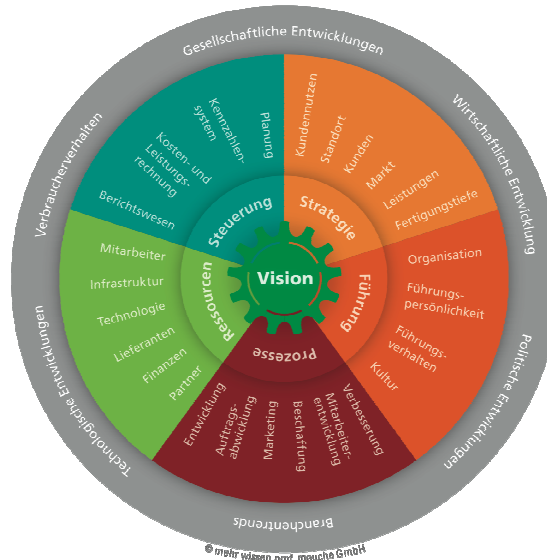 Gesellschaftliche Entwicklungen
Wirtschaftliche Entwicklung
Politische Entwicklungen
Branchentrends
Technologische Entwicklungen
Verbraucherverhalten
Vision
Strategie
Kundennutzen
Standort
Kunden
Markt
Leistungen
Fertigungstiefe
Führung
Organisation
Führungs-
persönlichkeit
Führungs-
verhalten
Kultur
Prozesse
Verbesserung
Mitarbeiter-
entwicklung
Beschaffung
Marketing
Auftrags-
abwicklung
Entwicklung
Ressourcen
Partner
Finanzen
Lieferanten
Technologie
Infrastruktur
Mitarbeiter
Steuerung
Berichtswesen
Kosten- und
Leistungs-
rechnung
Kennzahlen-
system
Planung
© mehr wissen prof. mauche GmbH